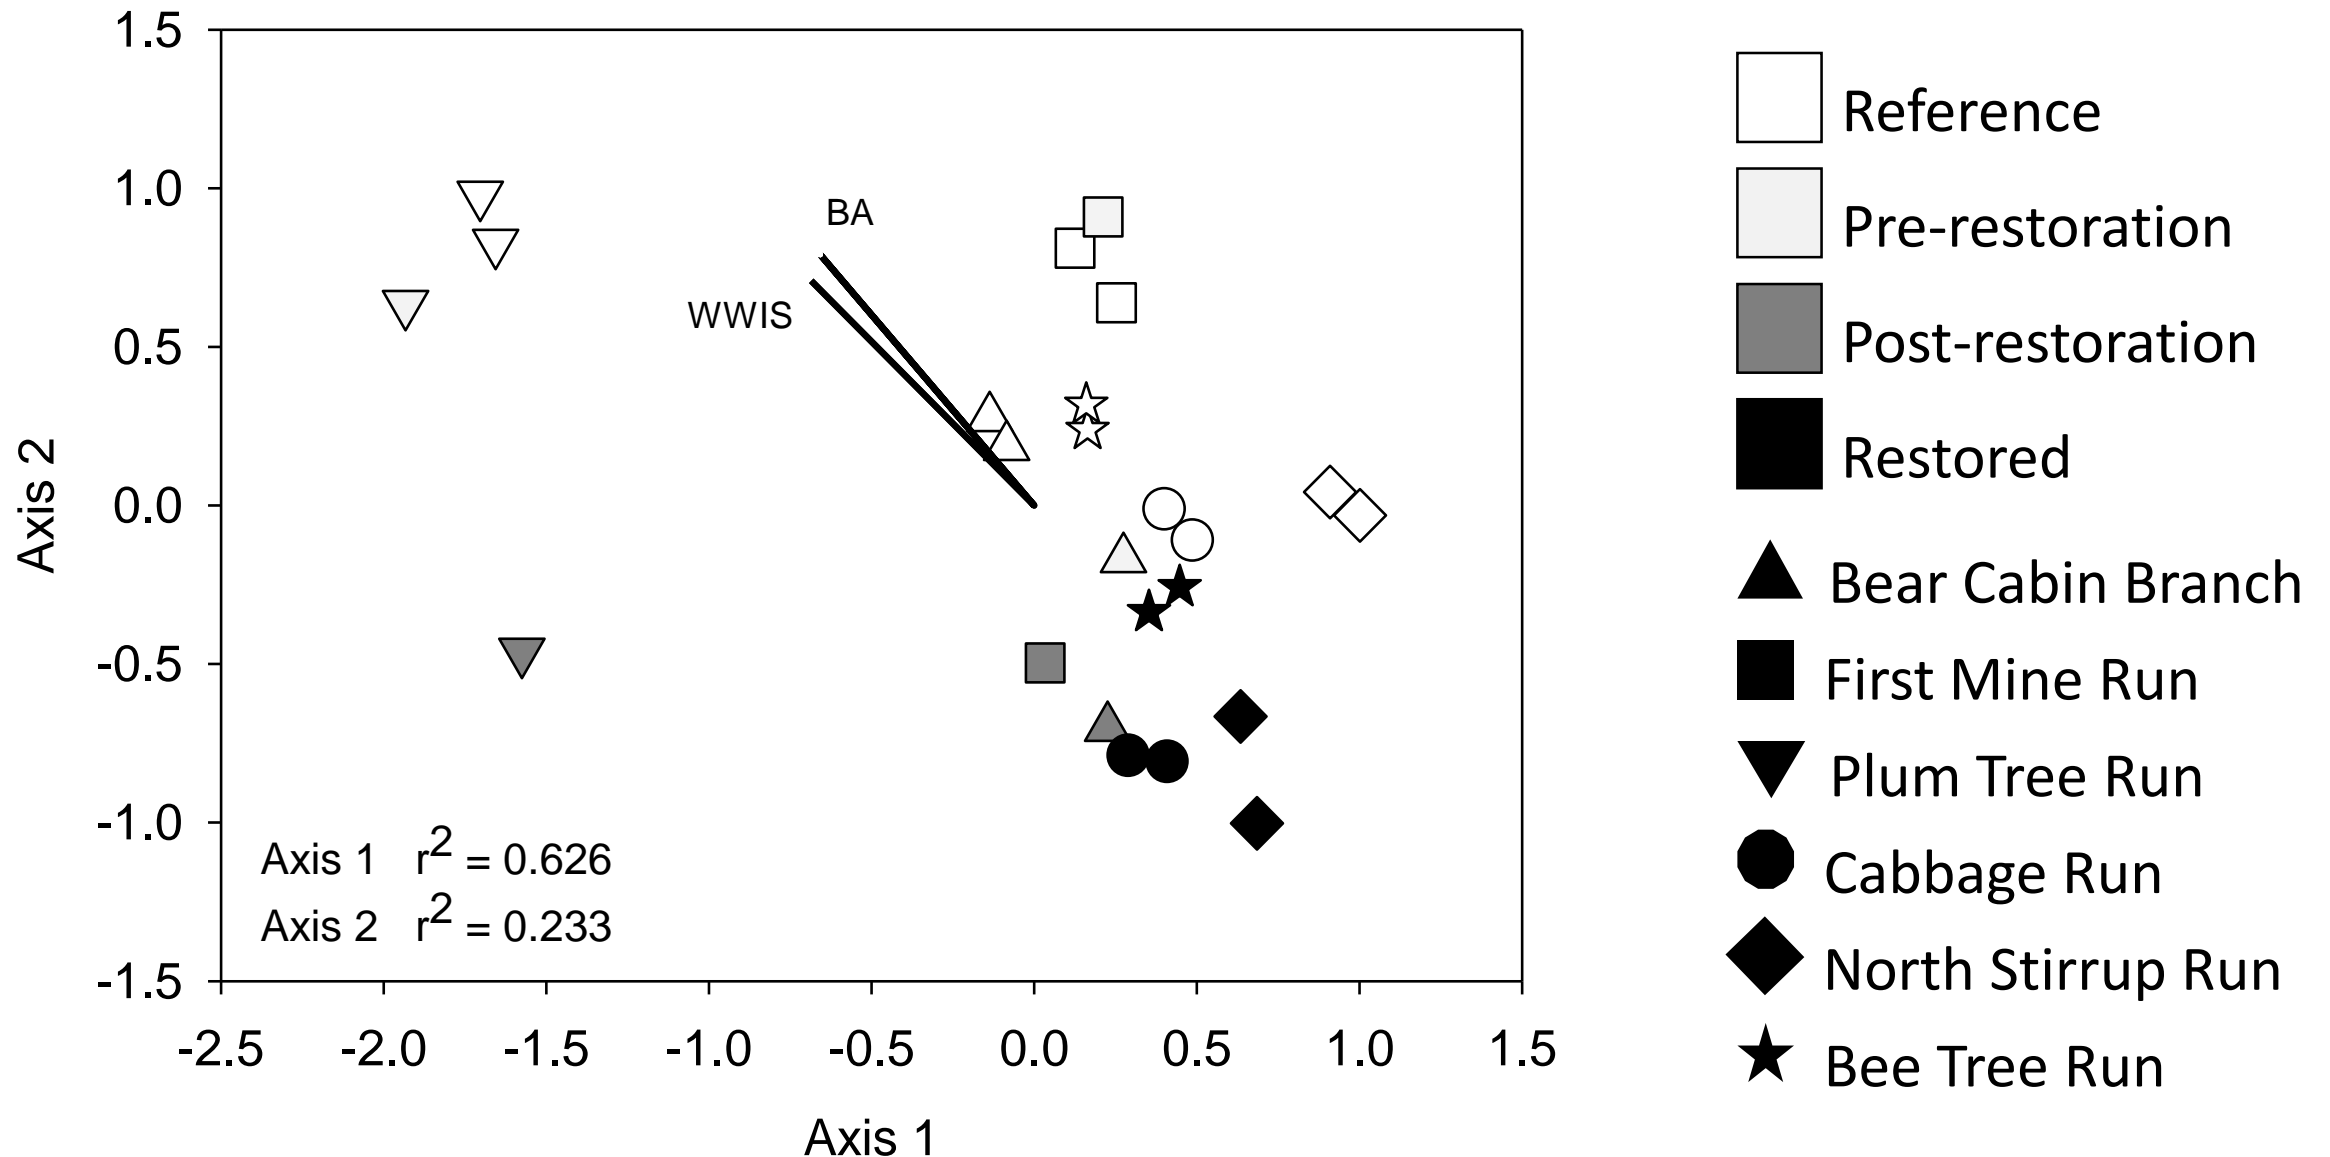 1.5
1.0
0.5
0.0
-0.5
-1.0
-1.5
Axis 2
BA
WWIS
Axis 1 r2 = 0.626
Axis 2 r2 = 0.233
-2.5 -2.0 -1.5 -1.0 -0.5 0.0 0.5 1.0 1.5
Axis 1
Reference
Pre-restoration
Post-restoration
Restored
Bear Cabin Branch
First Mine Run
Plum Tree Run
Cabbage Run
North Stirrup Run
Bee Tree Run